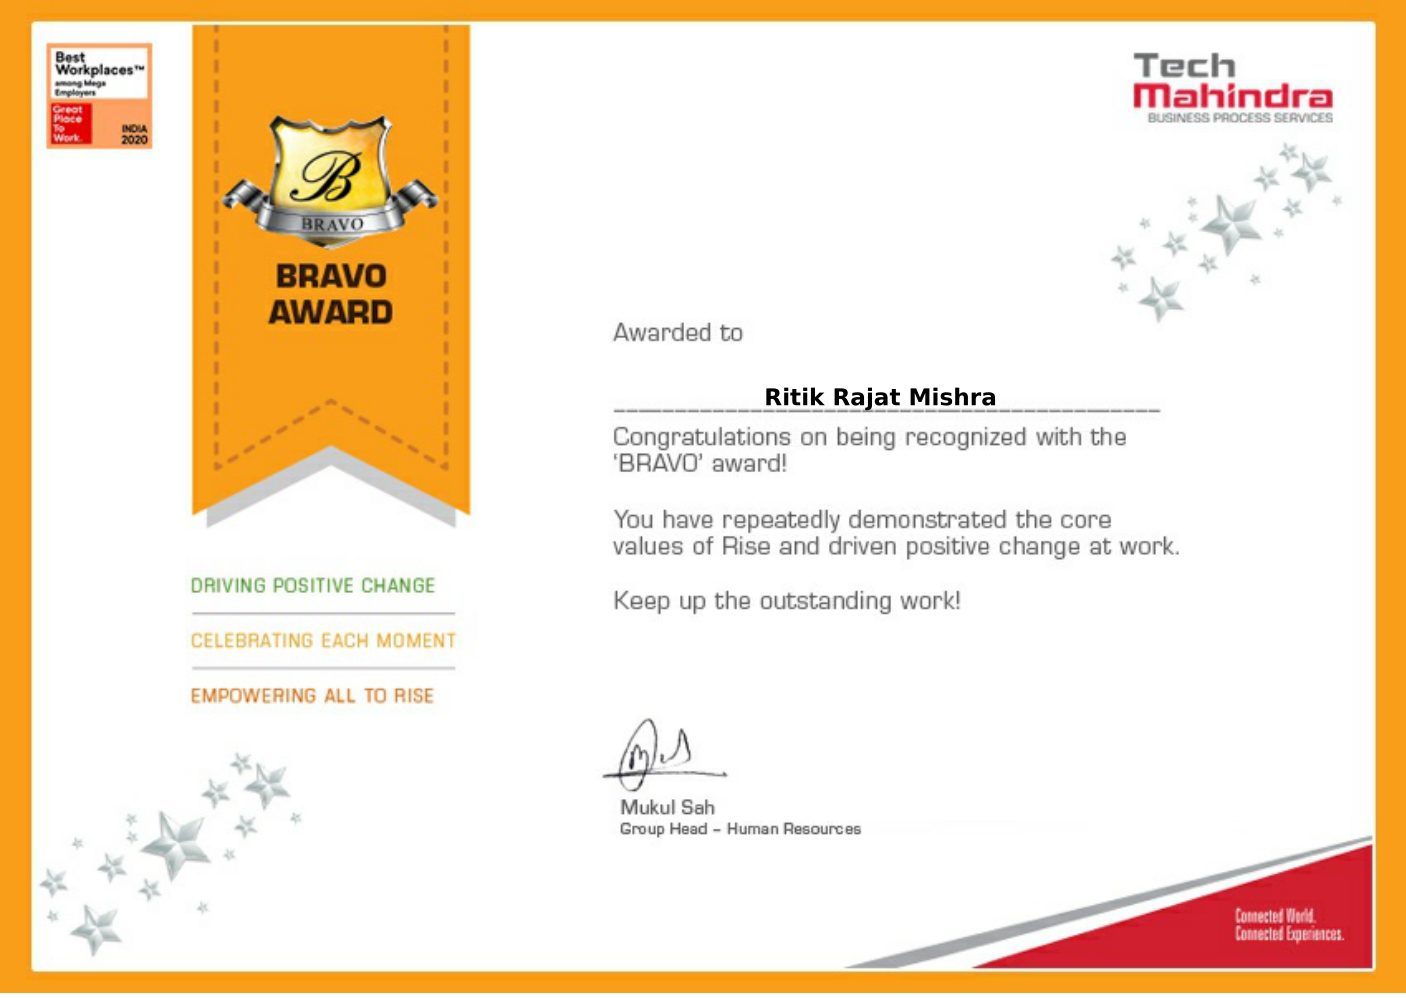 Best
Workplaces™
among Mega
Employers
Great
Place
To
Work.
INDIA
2020
B
BRAVO
BRAVO
AWARD
DRIVING POSITIVE CHANGE
CELEBRATING EACH MOMENT
EMPOWERING ALL TO RISE
Tech
Mahindra
BUSINESS PROCESS SERVICES
Awarded to
Ritik Rajat Mishra
Congratulations on being recognized with the
‘BRAVO’ award!
You have repeatedly demonstrated the core
values of Rise and driven positive change at work.
Keep up the outstanding work!
Mukul Sah
Group Head – Human Resources
Connected World.
Connected Experiences.